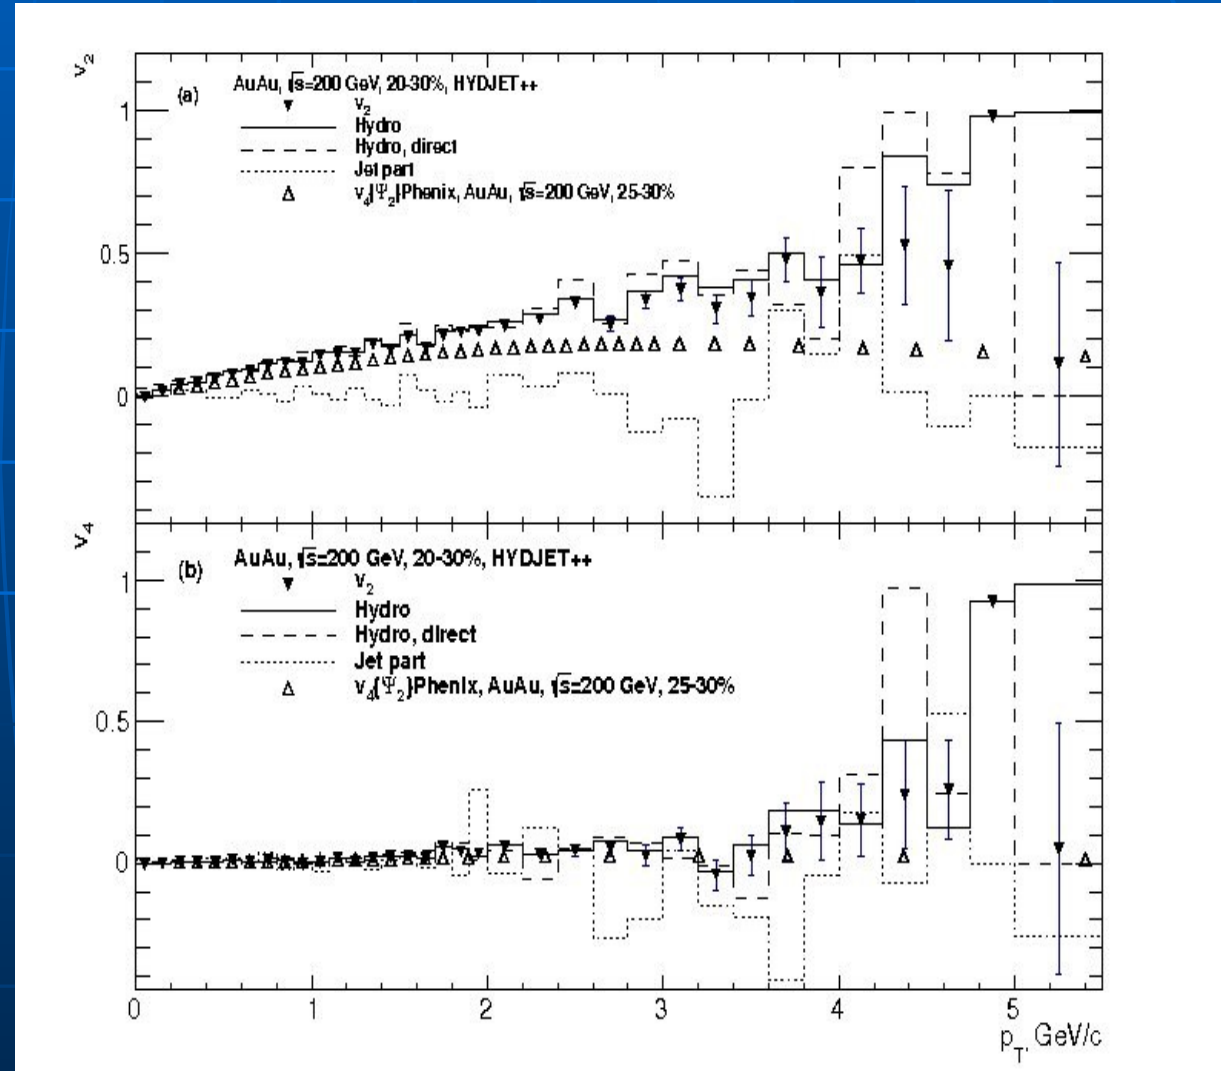 v₂
(a)
AuAu, √s=200 GeV, 20-30%, HYDJET++
v₂
Hydro
Hydro, direct
Jet part
v₄{Ψ₂}Phenix, AuAu, √s=200 GeV, 25-30%
1
0.5
0
v₄
(b)
AuAu, √s=200 GeV, 20-30%, HYDJET++
v₂
Hydro
Hydro, direct
Jet part
v₄{Ψ₂}Phenix, AuAu, √s=200 GeV, 25-30%
1
0.5
0
0 1 2 3 4 5
p_T, GeV/c